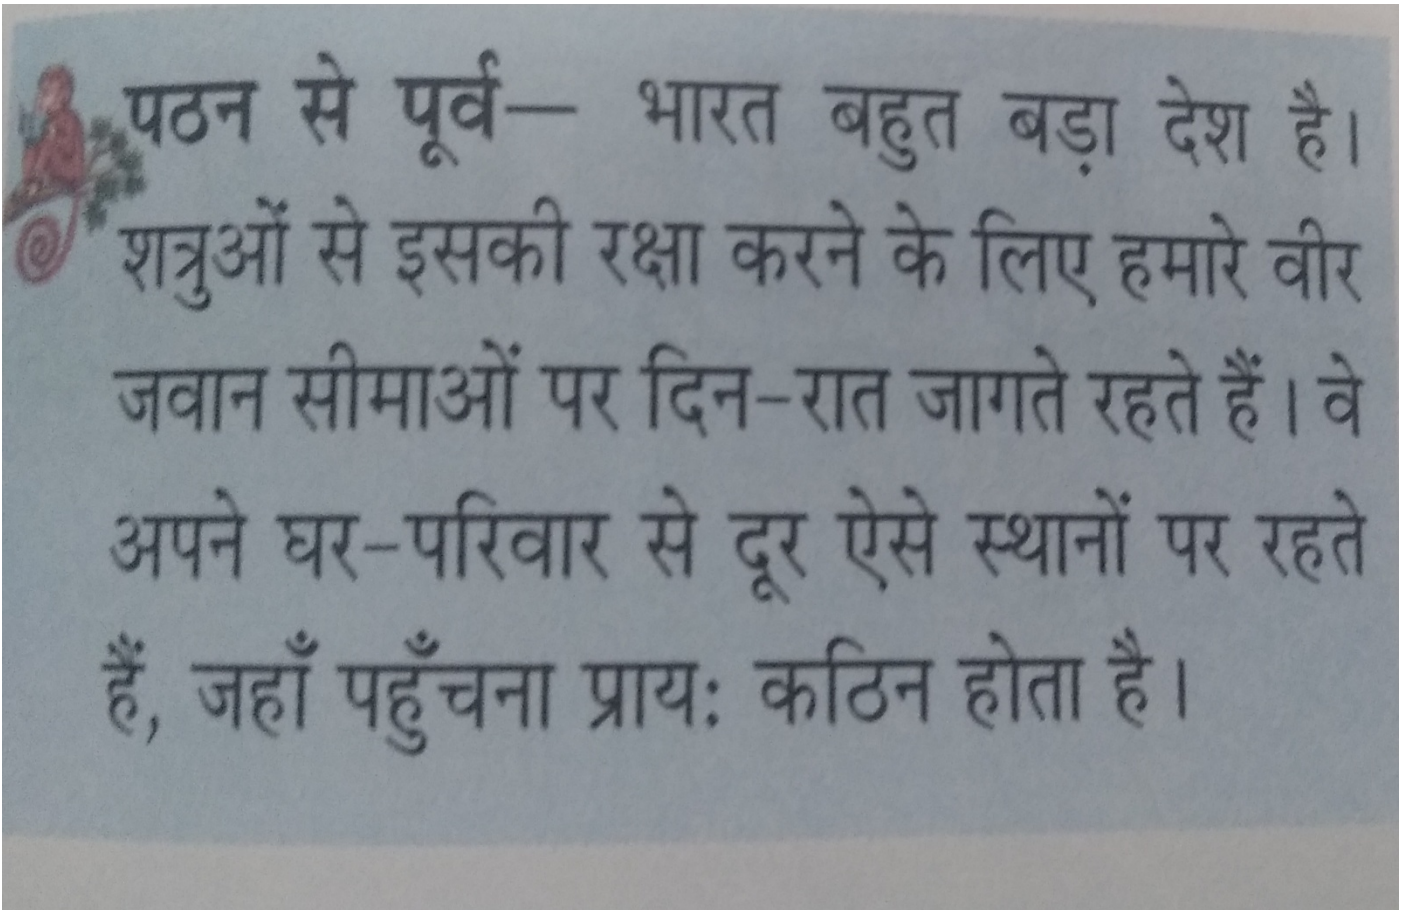 पठन से पूर्व— भारत बहुत बड़ा देश है।
शत्रुओं से इसकी रक्षा करने के लिए हमारे वीर
जवान सीमाओं पर दिन-रात जागते रहते हैं। वे
अपने घर-परिवार से दूर ऐसे स्थानों पर रहते
हैं, जहाँ पहुँचना प्राय: कठिन होता है।